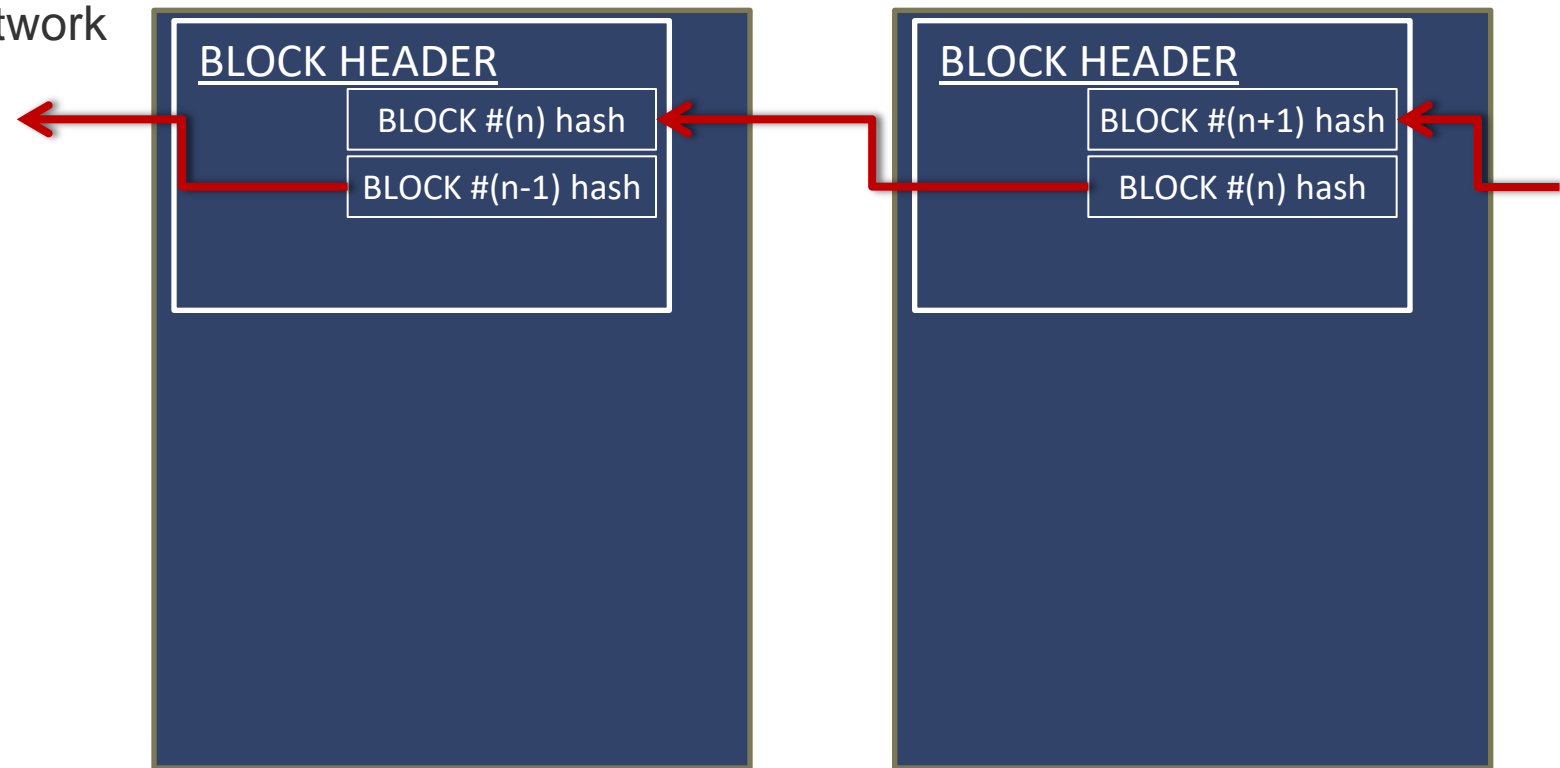 twork
BLOCK HEADER
BLOCK #(n) hash
BLOCK #(n-1) hash
BLOCK HEADER
BLOCK #(n+1) hash
BLOCK #(n) hash